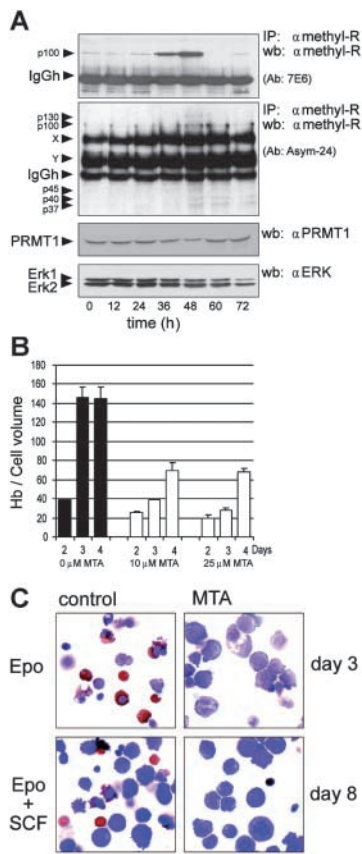 A
p100
IgGh
IP: αmethyl-R
wb: αmethyl-R
(Ab: 7E6)
p130
p100
X
Y
IgGh
p45
p40
p37
IP: αmethyl-R
wb: αmethyl-R
(Ab: Asym-24)
PRMT1
wb: αPRMT1
Erk1
Erk2
wb: αERK
0 12 24 36 48 60 72
time (h)
B
Hb / Cell volume
180
160
140
120
100
80
60
40
20
0
2 3 4 2 3 4 2 3 4 Days
0 µM MTA 10 µM MTA 25 µM MTA
C
control MTA
Epo
day 3
Epo
+
SCF
day 8